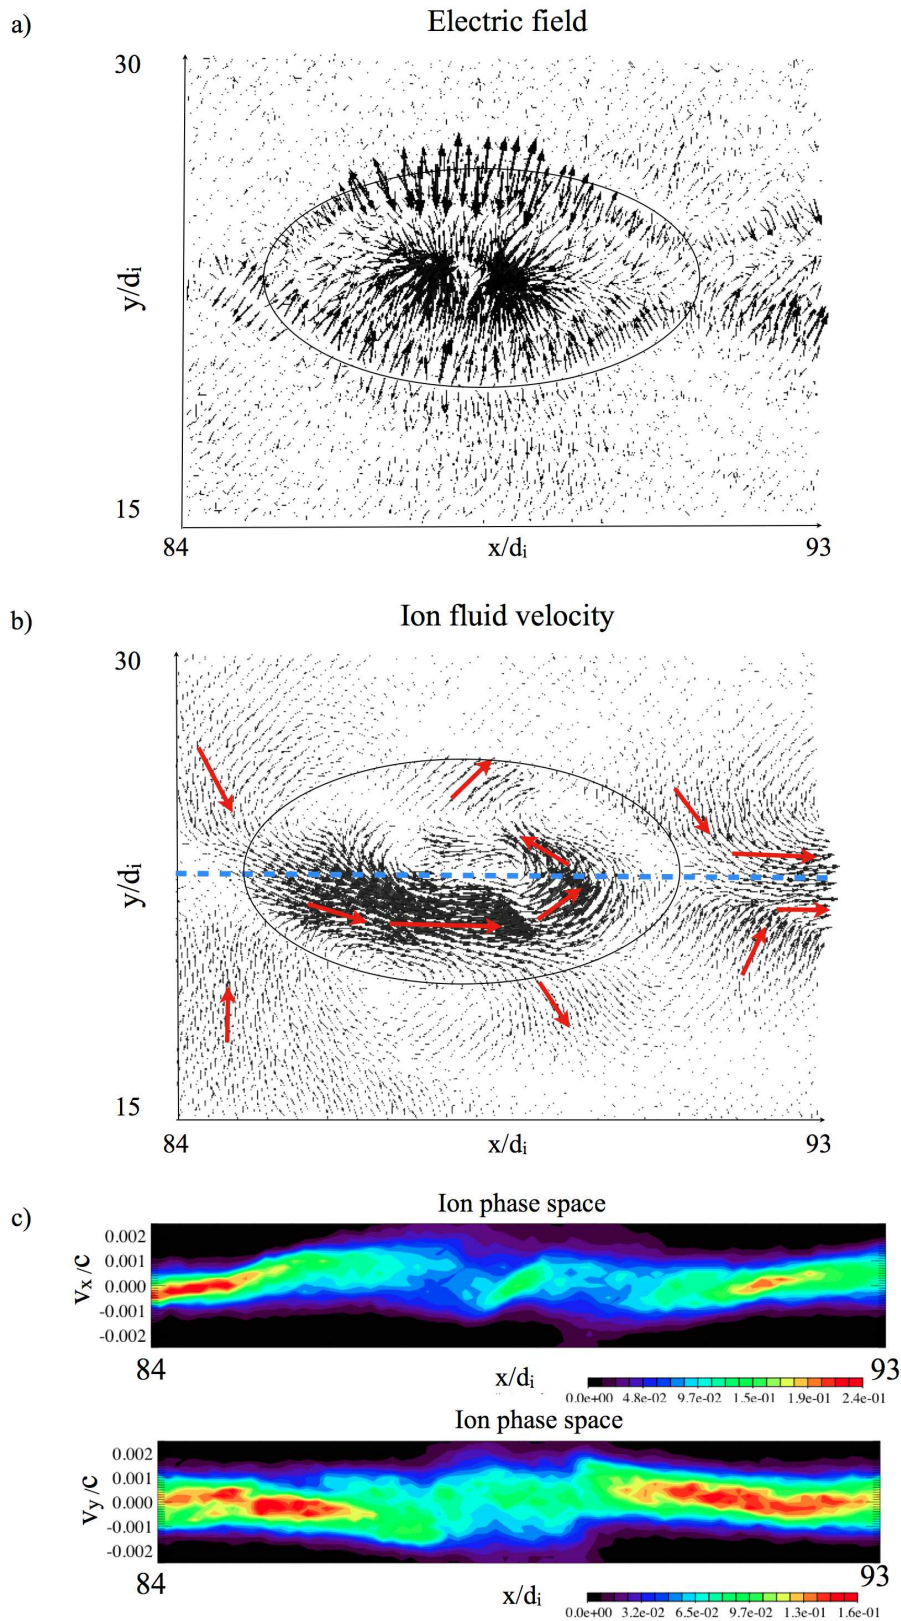 a)
Electric field
30
y/di
15
84
x/di
93
b)
Ion fluid velocity
30
y/di
15
84
x/di
93
c)
Ion phase space
vx/c
0.002
0.001
0.000
-0.001
-0.002
84
x/di
93
0.0e+00 4.8e-02 9.7e-02 1.5e-01 1.9e-01 2.4e-01
Ion phase space
vy/c
0.002
0.001
0.000
-0.001
-0.002
84
x/di
93
0.0e+00 3.2e-02 6.5e-02 9.7e-02 1.3e-01 1.6e-01